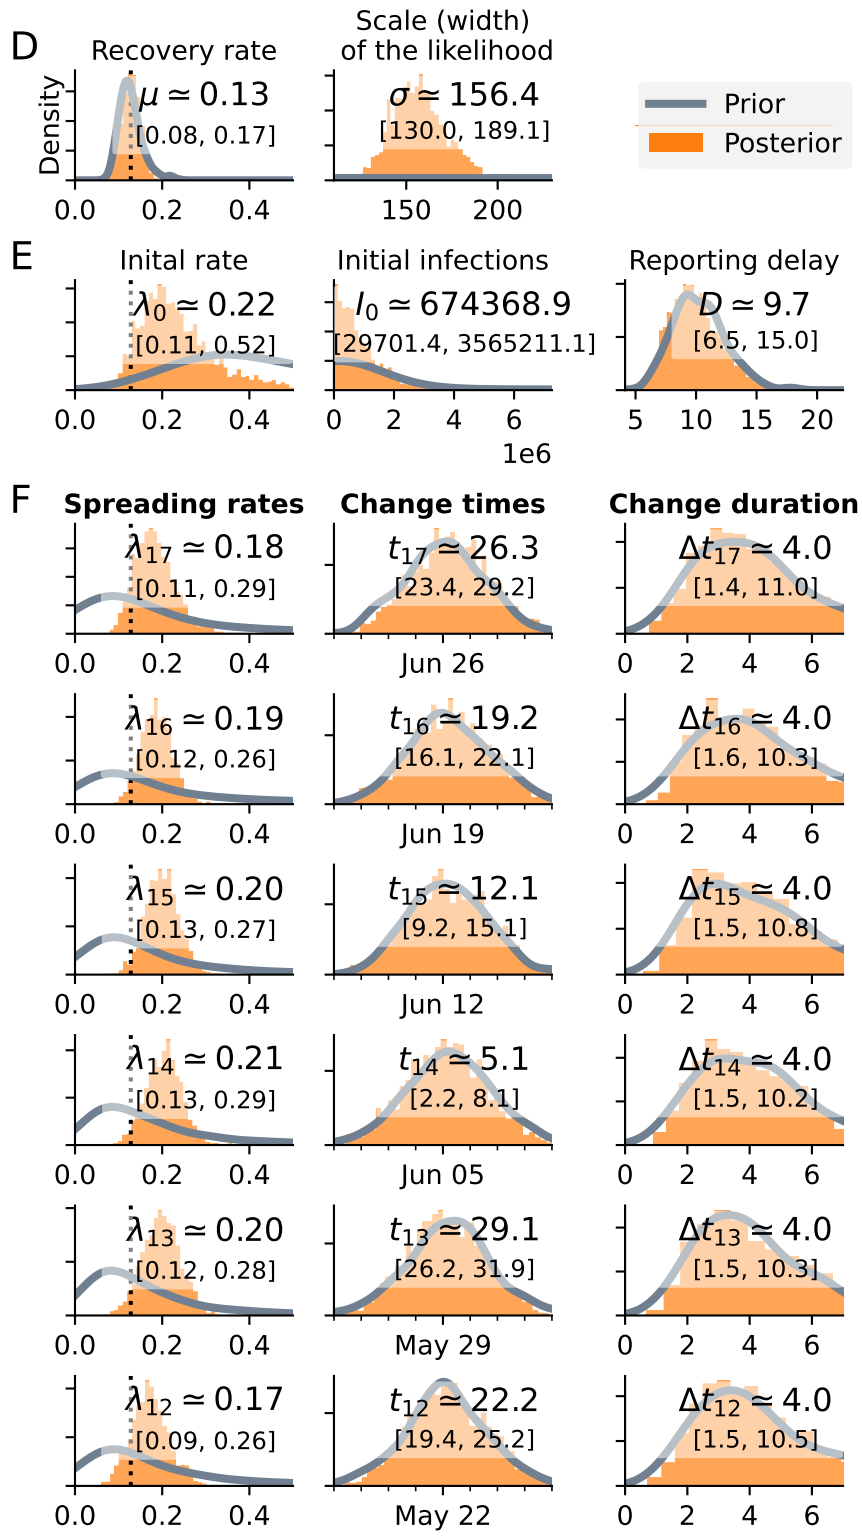 D
Recovery rate
Scale (width)
of the likelihood
Density
μ ≃ 0.13
[0.08, 0.17]
0.0 0.2 0.4
σ ≃ 156.4
[130.0, 189.1]
150 200
Prior
Posterior
E
Inital rate
λ0 ≃ 0.22
[0.11, 0.52]
0.0 0.2 0.4
Initial infections
I0 ≃ 674368.9
[29701.4, 3565211.1]
0 2 4 6
1e6
Reporting delay
D ≃ 9.7
[6.5, 15.0]
5 10 15 20
F
Spreading rates Change times Change duration
λ17 ≃ 0.18
[0.11, 0.29]
0.0 0.2 0.4
t17 ≃ 26.3
[23.4, 29.2]
Jun 26
Δt17 ≃ 4.0
[1.4, 11.0]
0 2 4 6
λ16 ≃ 0.19
[0.12, 0.26]
0.0 0.2 0.4
t16 ≃ 19.2
[16.1, 22.1]
Jun 19
Δt16 ≃ 4.0
[1.6, 10.3]
0 2 4 6
λ15 ≃ 0.20
[0.13, 0.27]
0.0 0.2 0.4
t15 ≃ 12.1
[9.2, 15.1]
Jun 12
Δt15 ≃ 4.0
[1.5, 10.8]
0 2 4 6
λ14 ≃ 0.21
[0.13, 0.29]
0.0 0.2 0.4
t14 ≃ 5.1
[2.2, 8.1]
Jun 05
Δt14 ≃ 4.0
[1.5, 10.2]
0 2 4 6
λ13 ≃ 0.20
[0.12, 0.28]
0.0 0.2 0.4
t13 ≃ 29.1
[26.2, 31.9]
May 29
Δt13 ≃ 4.0
[1.5, 10.3]
0 2 4 6
λ12 ≃ 0.17
[0.09, 0.26]
0.0 0.2 0.4
t12 ≃ 22.2
[19.4, 25.2]
May 22
Δt12 ≃ 4.0
[1.5, 10.5]
0 2 4 6